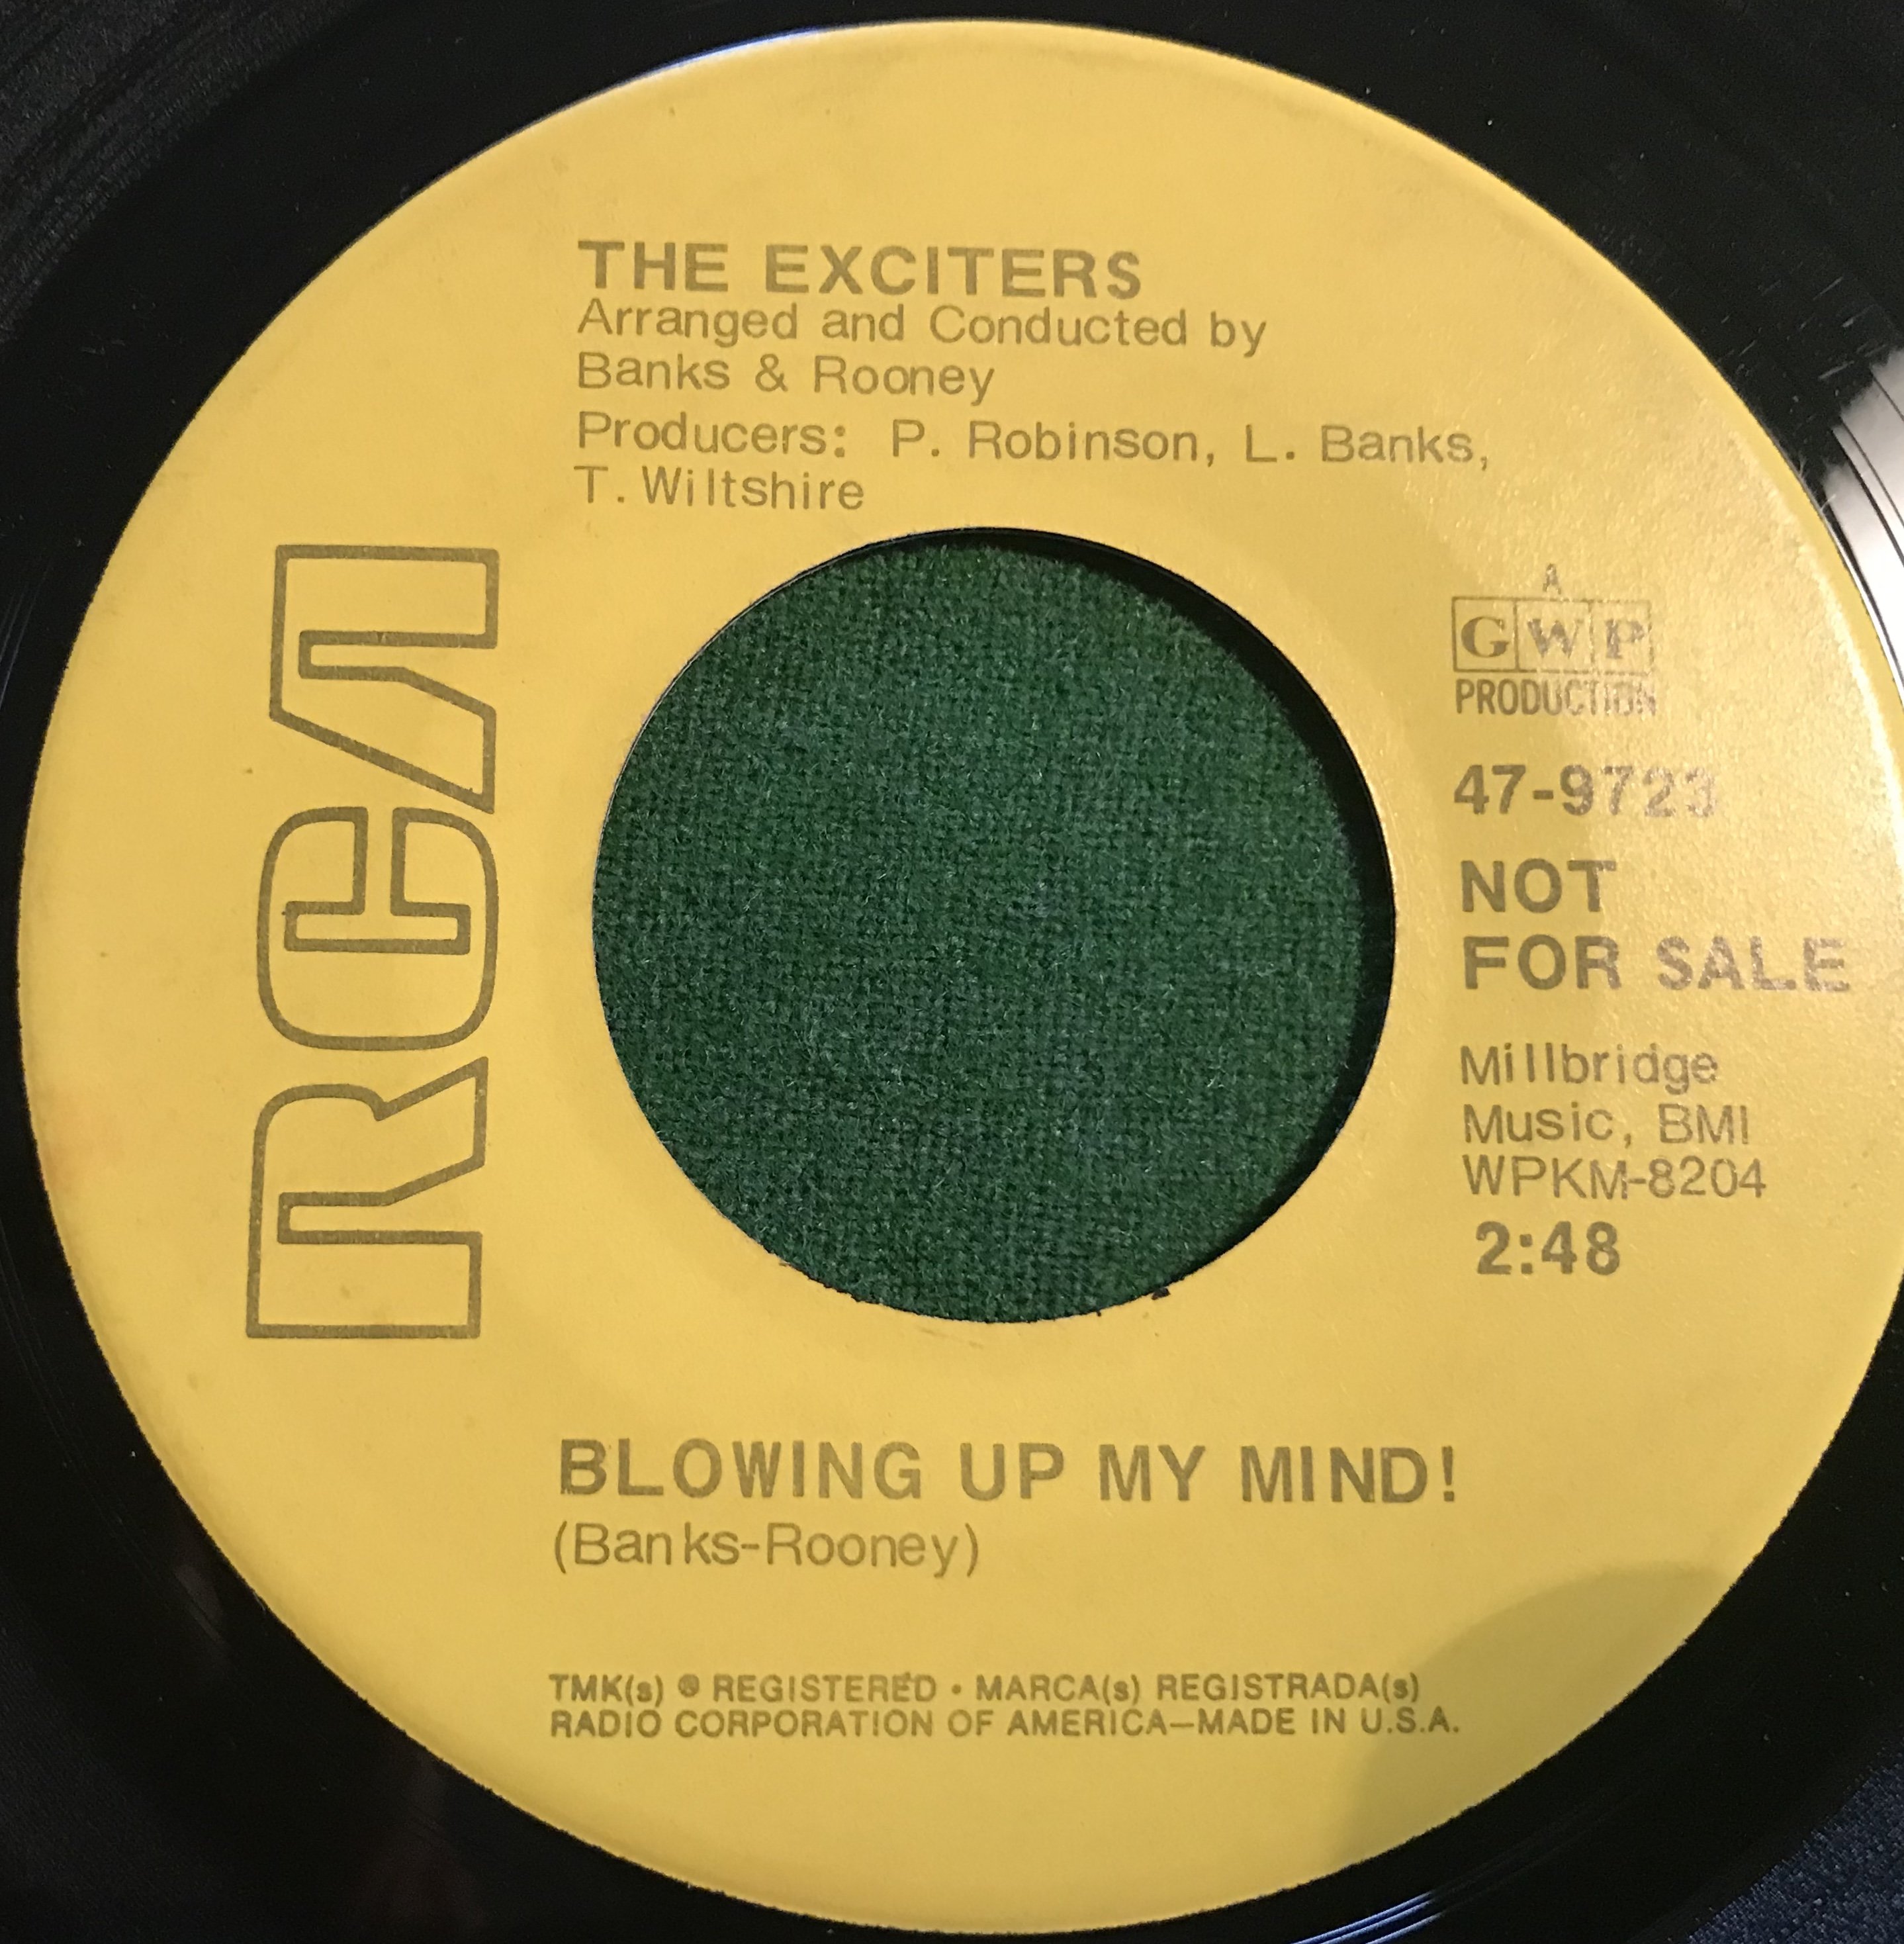 THE EXCITERS
Arranged and Conducted by
Banks & Rooney
Producers: P. Robinson, L. Banks,
T. Wiltshire
RCA
A
GWP
PRODUCTION
47-9723
NOT
FOR SALE
Millbridge
Music, BMI
WPKM-8204
2:48
BLOWING UP MY MIND!
(Banks-Rooney)
TMK(s) ® REGISTERED • MARCA(s) REGISTRADA(s)
RADIO CORPORATION OF AMERICA—MADE IN U.S.A.